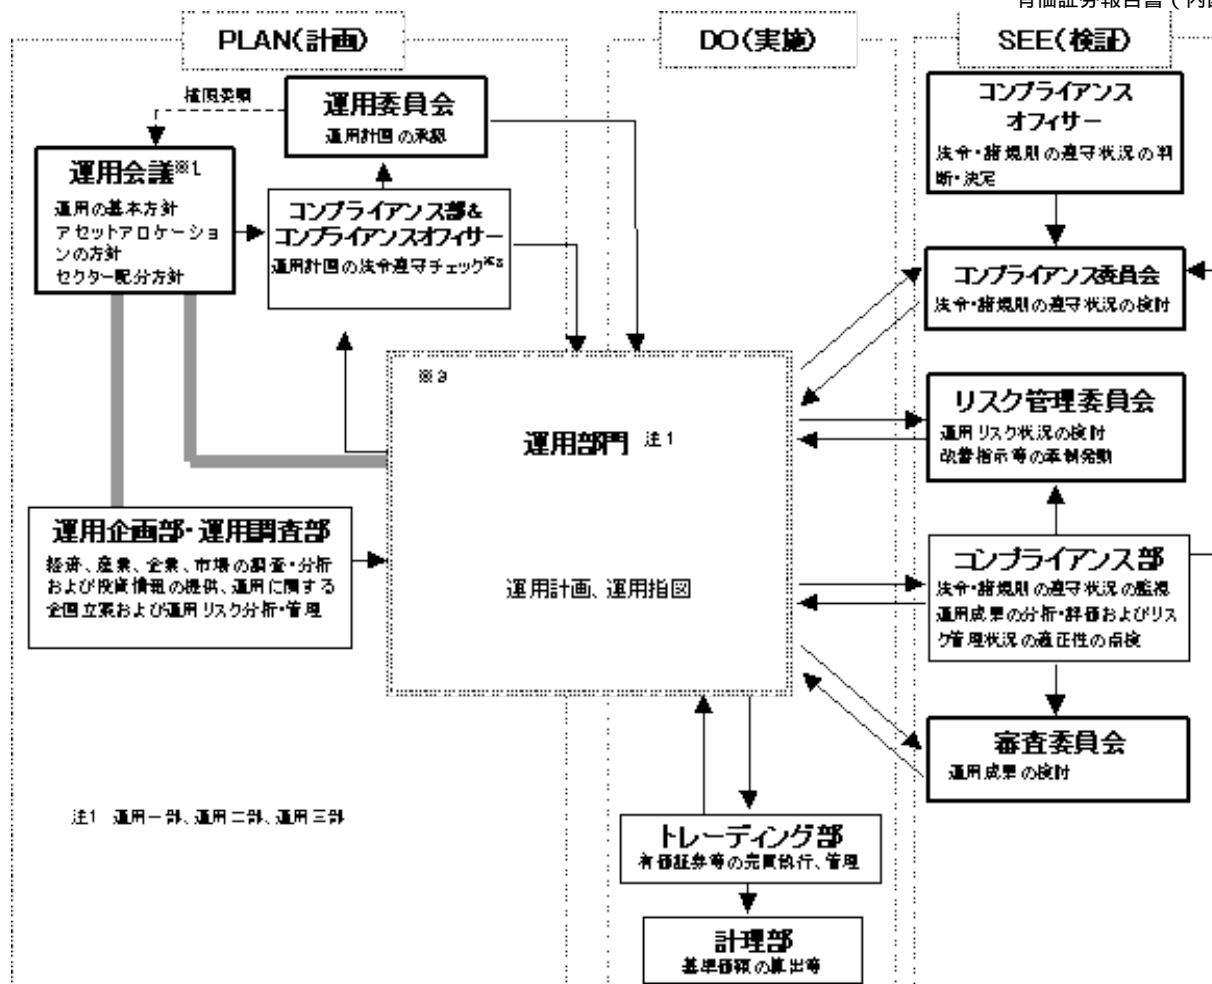 有価証券報告書(内国
PLAN(計画)
DO(実施)
SEE(検証)
権限委嘱
運用委員会
運用計画の承認
運用会議※1
運用の基本方針
アセットアロケーショ
ンの方針
セクター配分方針
コンプライアンス部&
コンプライアンスオフィサー
運用計画の法令遵守チェック※2
※3
運用部門 注1
運用計画、運用指図
運用企画部・運用調査部
経済、産業、企業、市場の調査・分析
および投資情報の提供、運用に関する
企画立案および運用リスク分析・管理
注1 運用一部、運用二部、運用三部
トレーディング部
有価証券等の売買執行、管理
計理部
基準価額の算出等
コンプライアンス
オフィサー
法令・諸規則の遵守状況の判
断・決定
コンプライアンス委員会
法令・諸規則の遵守状況の検討
リスク管理委員会
運用リスク状況の検討
改善指示等の牽制発動
コンプライアンス部
法令・諸規則の遵守状況の監視
運用成果の分析・評価およびリス
ク管理状況の適正性の点検
審査委員会
運用成果の検討